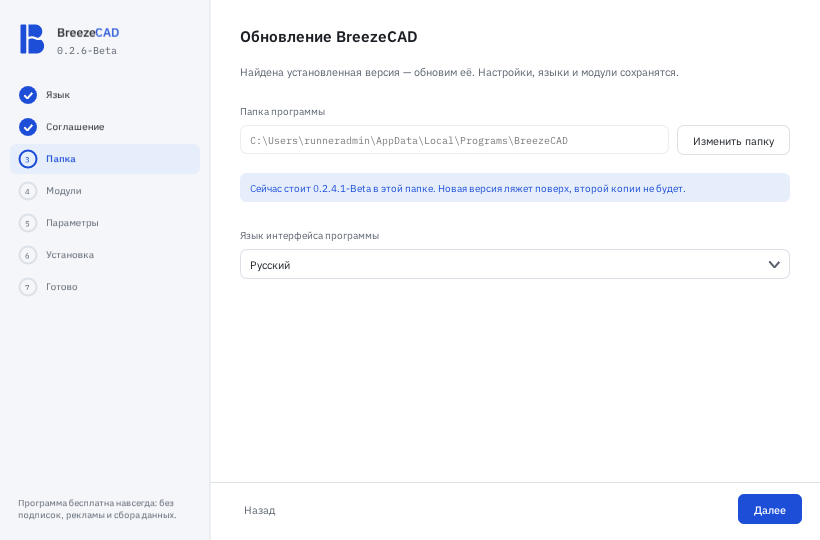 BreezeCAD
0.2.6-Beta
Язык
Соглашение
3 Папка
4 Модули
5 Параметры
6 Установка
7 Готово
Программа бесплатна навсегда: без
подписок, рекламы и сбора данных.
Обновление BreezeCAD
Найдена установленная версия — обновим её. Настройки, языки и модули сохранятся.
Папка программы
C:\Users\runneradmin\AppData\Local\Programs\BreezeCAD
Изменить папку
Сейчас стоит 0.2.4.1-Beta в этой папке. Новая версия ляжет поверх, второй копии не будет.
Язык интерфейса программы
Русский
Назад
Далее